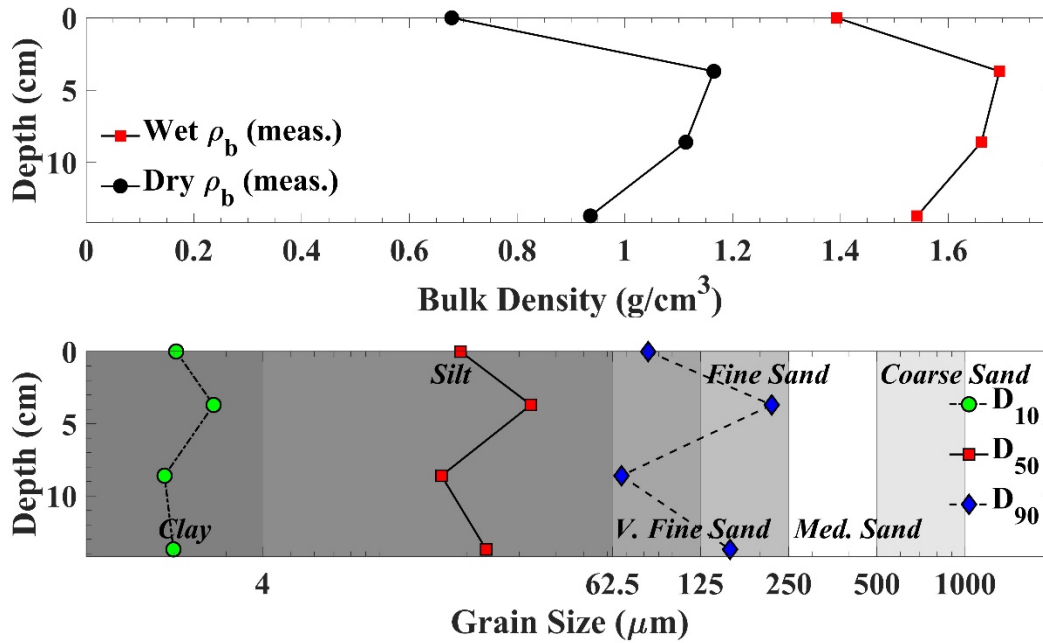 0
5
10
Depth (cm)
Wet ρb (meas.)
Dry ρb (meas.)
0 0.2 0.4 0.6 0.8 1 1.2 1.4 1.6
Bulk Density (g/cm³)
0
5
10
Depth (cm)
Silt Fine Sand Coarse Sand
D10
D50
D90
Clay V. Fine Sand Med. Sand
4 62.5 125 250 500 1000
Grain Size (μm)